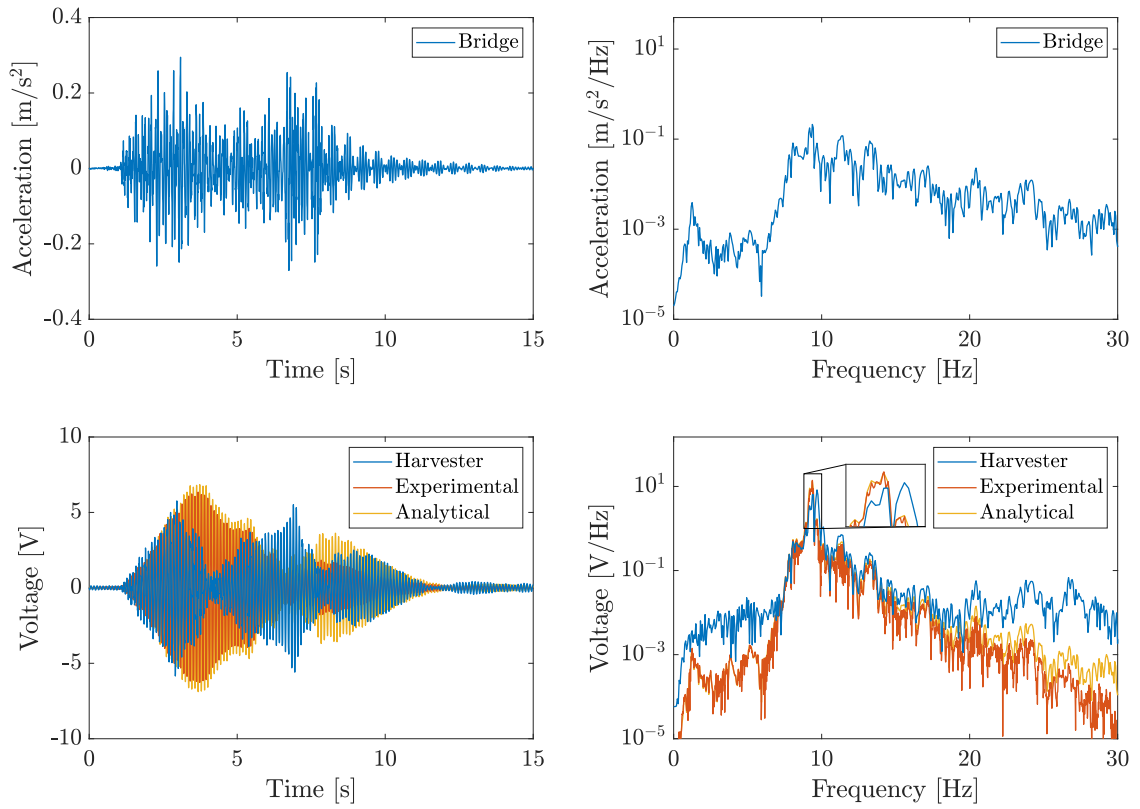 Acceleration [m/s²]
0.4
0.2
0
-0.2
-0.4
Bridge
0
5
10
15
Time [s]
Acceleration [m/s²/Hz]
10¹
10⁻¹
10⁻³
10⁻⁵
Bridge
0
10
20
30
Frequency [Hz]
Voltage [V]
10
5
0
-5
-10
Harvester
Experimental
Analytical
0
5
10
15
Time [s]
Voltage [V/Hz]
10¹
10⁻¹
10⁻³
10⁻⁵
Harvester
Experimental
Analytical
0
10
20
30
Frequency [Hz]